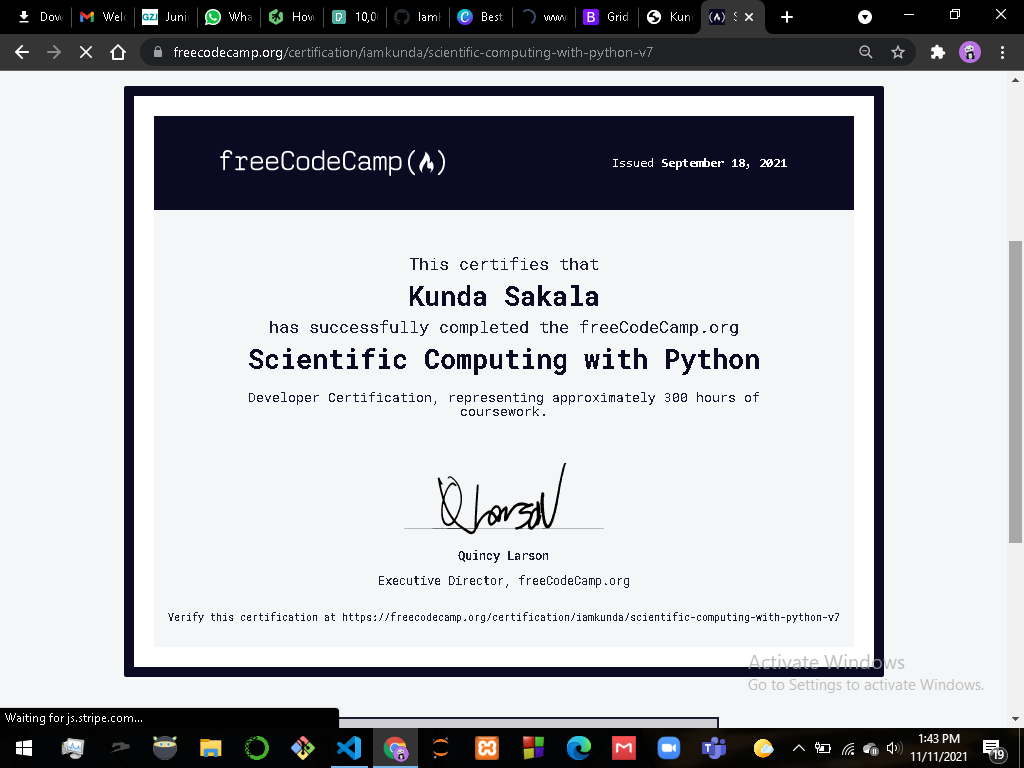 Dow
Welc
GZJ
Juni
Wha
How
10,0
Iaml
Best
www
B
Grid
Kun
freecodecamp.org/certification/iamkunda/scientific-computing-with-python-v7
freeCodeCamp
Issued September 18, 2021
This certifies that
Kunda Sakala
has successfully completed the freeCodeCamp.org
Scientific Computing with Python
Developer Certification, representing approximately 300 hours of
coursework.
QLarson
Quincy Larson
Executive Director, freeCodeCamp.org
Verify this certification at https://freecodecamp.org/certification/iamkunda/scientific-computing-with-python-v7
Activate Windows
Go to Settings to activate Windows.
Waiting for js.stripe.com...
1:43 PM
11/11/2021
19